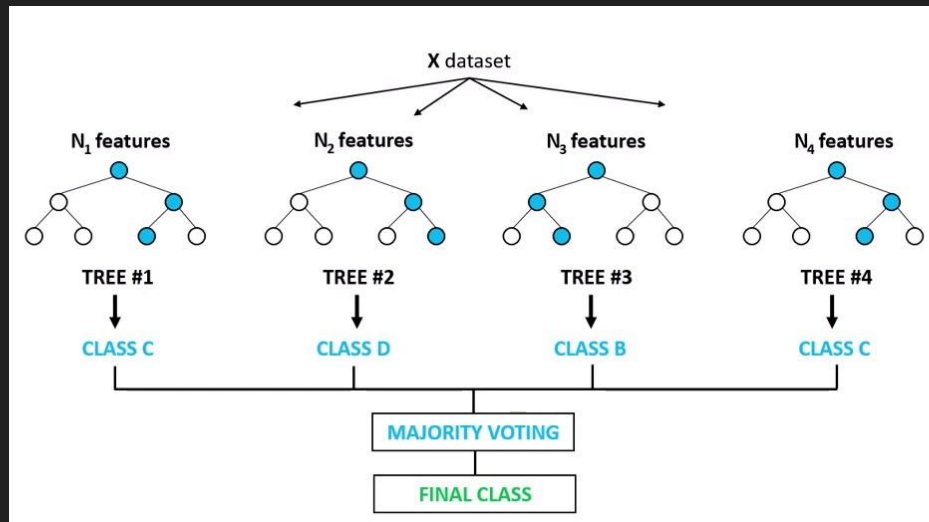 X dataset
N₁ features N₂ features N₃ features N₄ features
TREE #1 TREE #2 TREE #3 TREE #4
CLASS C CLASS D CLASS B CLASS C
MAJORITY VOTING
FINAL CLASS